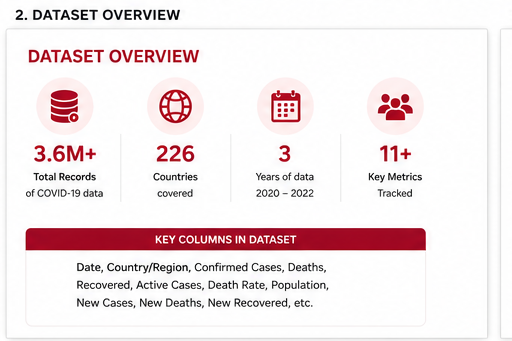 2. DATASET OVERVIEW
DATASET OVERVIEW
3.6M+
Total Records
of COVID-19 data
226
Countries
covered
3
Years of data
2020 – 2022
11+
Key Metrics
Tracked
KEY COLUMNS IN DATASET
Date, Country/Region, Confirmed Cases, Deaths,
Recovered, Active Cases, Death Rate, Population,
New Cases, New Deaths, New Recovered, etc.